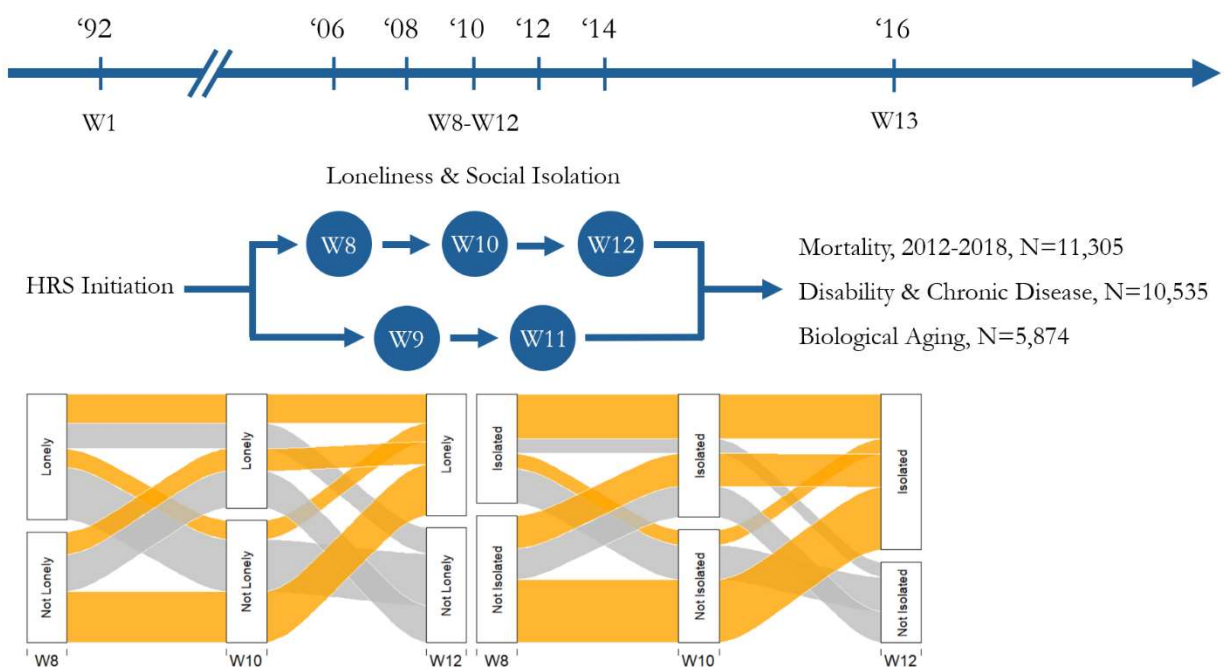 ‘92 ‘06 ‘08 ‘10 ‘12 ‘14 ‘16
W1 W8-W12 W13
Loneliness & Social Isolation
W8 W10 W12
HRS Initiation
W9 W11
Mortality, 2012-2018, N=11,305
Disability & Chronic Disease, N=10,535
Biological Aging, N=5,874
Lonely
Not Lonely
Lonely
Not Lonely
Lonely
Not Lonely
Isolated
Not Isolated
Isolated
Not Isolated
Isolated
Not Isolated
W8 W10 W12 W8 W10 W12